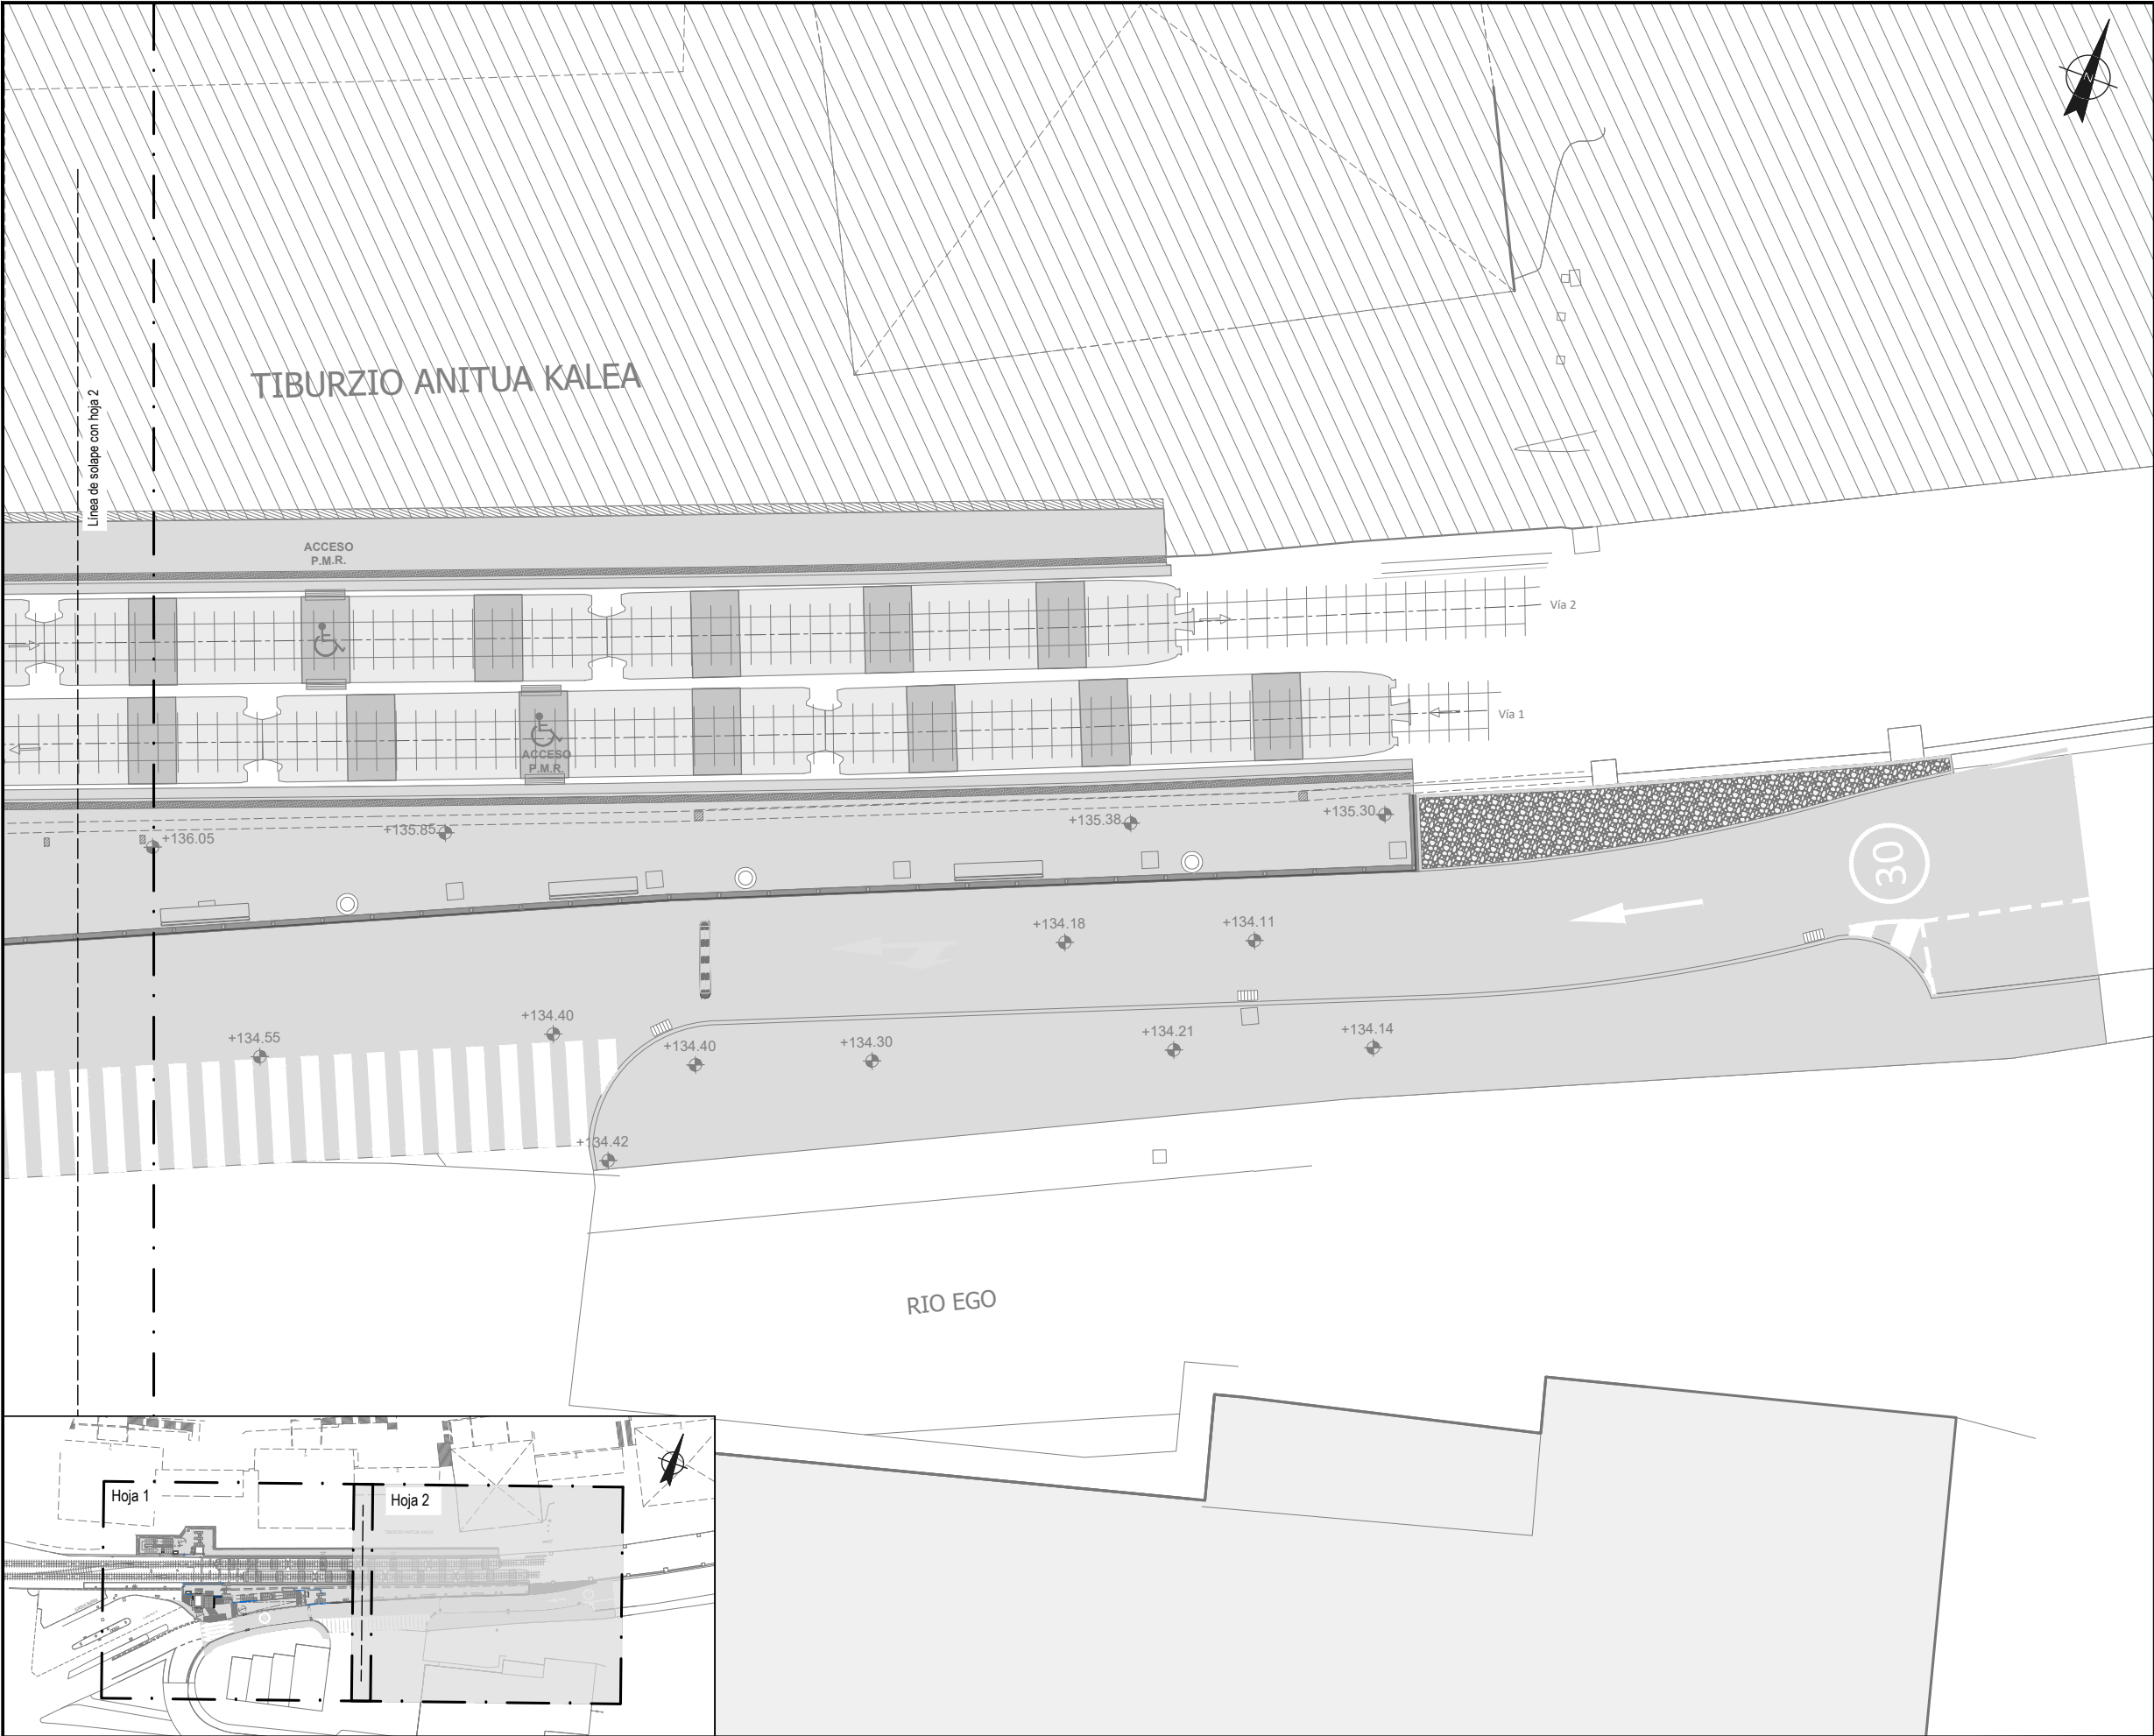 N
TIBURZIO ANITUA KALEA
Línea de solape con hoja 2
ACCESO
P.M.R.
Vía 2
Vía 1
ACCESO
P.M.R.
+136.05
+135.85
+135.38
+135.30
30
+134.18
+134.11
+134.55
+134.40
+134.40
+134.30
+134.21
+134.14
+134.42
RIO EGO
Hoja 1
Hoja 2